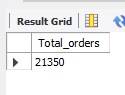 Result Grid
Total_orders
21350